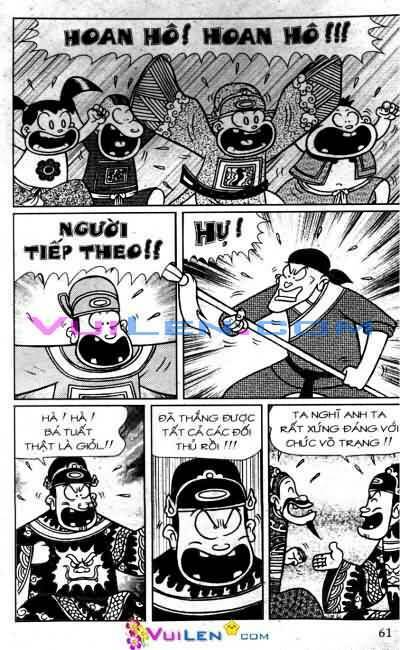 HOAN HÔ! HOAN HÔ!!!
NGƯỜI
TIẾP THEO!!
HỰ!
VUILEN.COM
HÀ! HÀ!
BÁ TUẤT
THẬT LÀ GIỎI..!!
ĐÃ THẮNG ĐƯỢC
TẤT CẢ CÁC ĐỐI
THỦ RỒI!!!
TA NGHĨ ANH TA
RẤT XỨNG ĐÁNG VỚI
CHỨC VÕ TRẠNG!!
61
VUILEN.COM